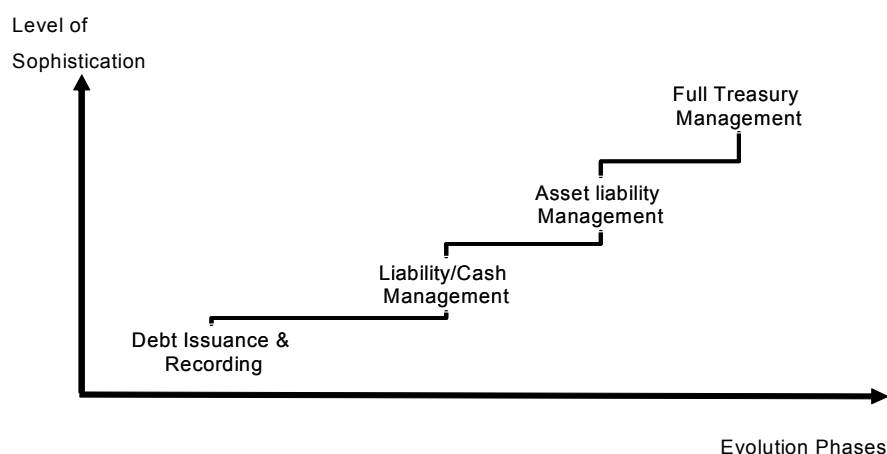 Level of
Sophistication
Full Treasury
Management
Asset liability
Management
Liability/Cash
Management
Debt Issuance &
Recording
Evolution Phases